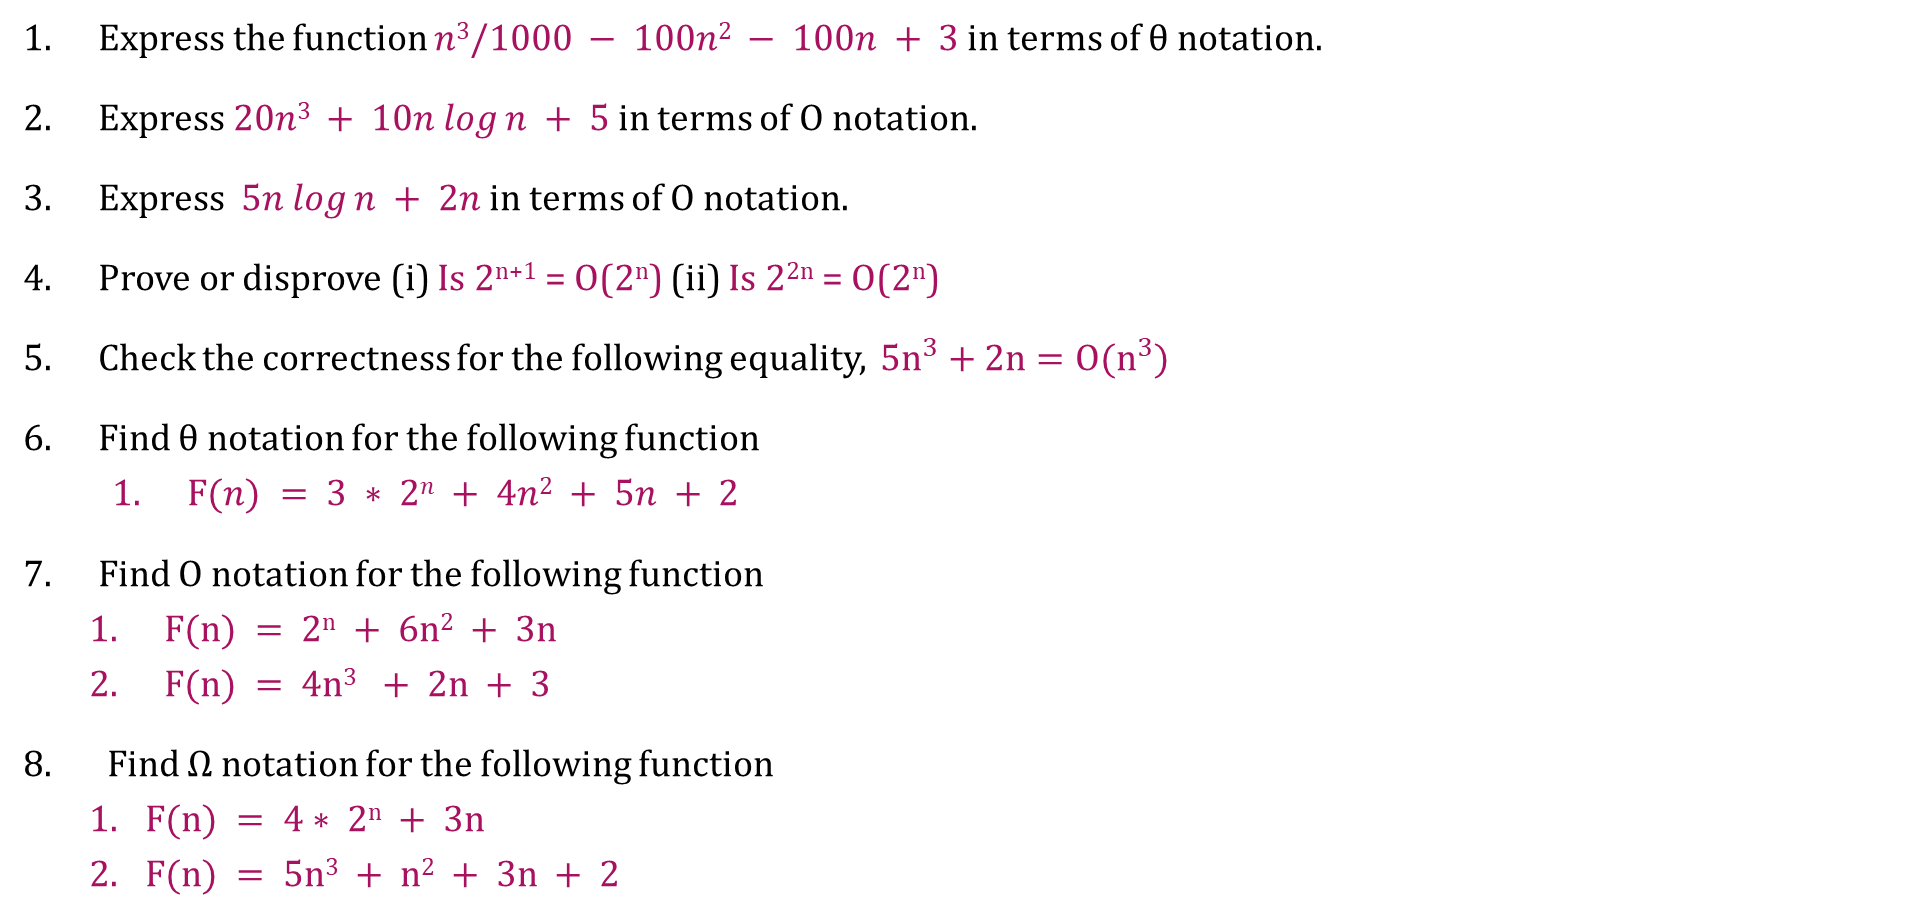 1. Express the function n³/1000 − 100n² − 100n + 3 in terms of θ notation.
2. Express 20n³ + 10n log n + 5 in terms of O notation.
3. Express 5n log n + 2n in terms of O notation.
4. Prove or disprove (i) Is 2ⁿ⁺¹ = O(2ⁿ) (ii) Is 2²ⁿ = O(2ⁿ)
5. Check the correctness for the following equality, 5n³ + 2n = O(n³)
6. Find θ notation for the following function
1. F(n) = 3 * 2ⁿ + 4n² + 5n + 2
7. Find O notation for the following function
1. F(n) = 2ⁿ + 6n² + 3n
2. F(n) = 4n³ + 2n + 3
8. Find Ω notation for the following function
1. F(n) = 4 * 2ⁿ + 3n
2. F(n) = 5n³ + n² + 3n + 2